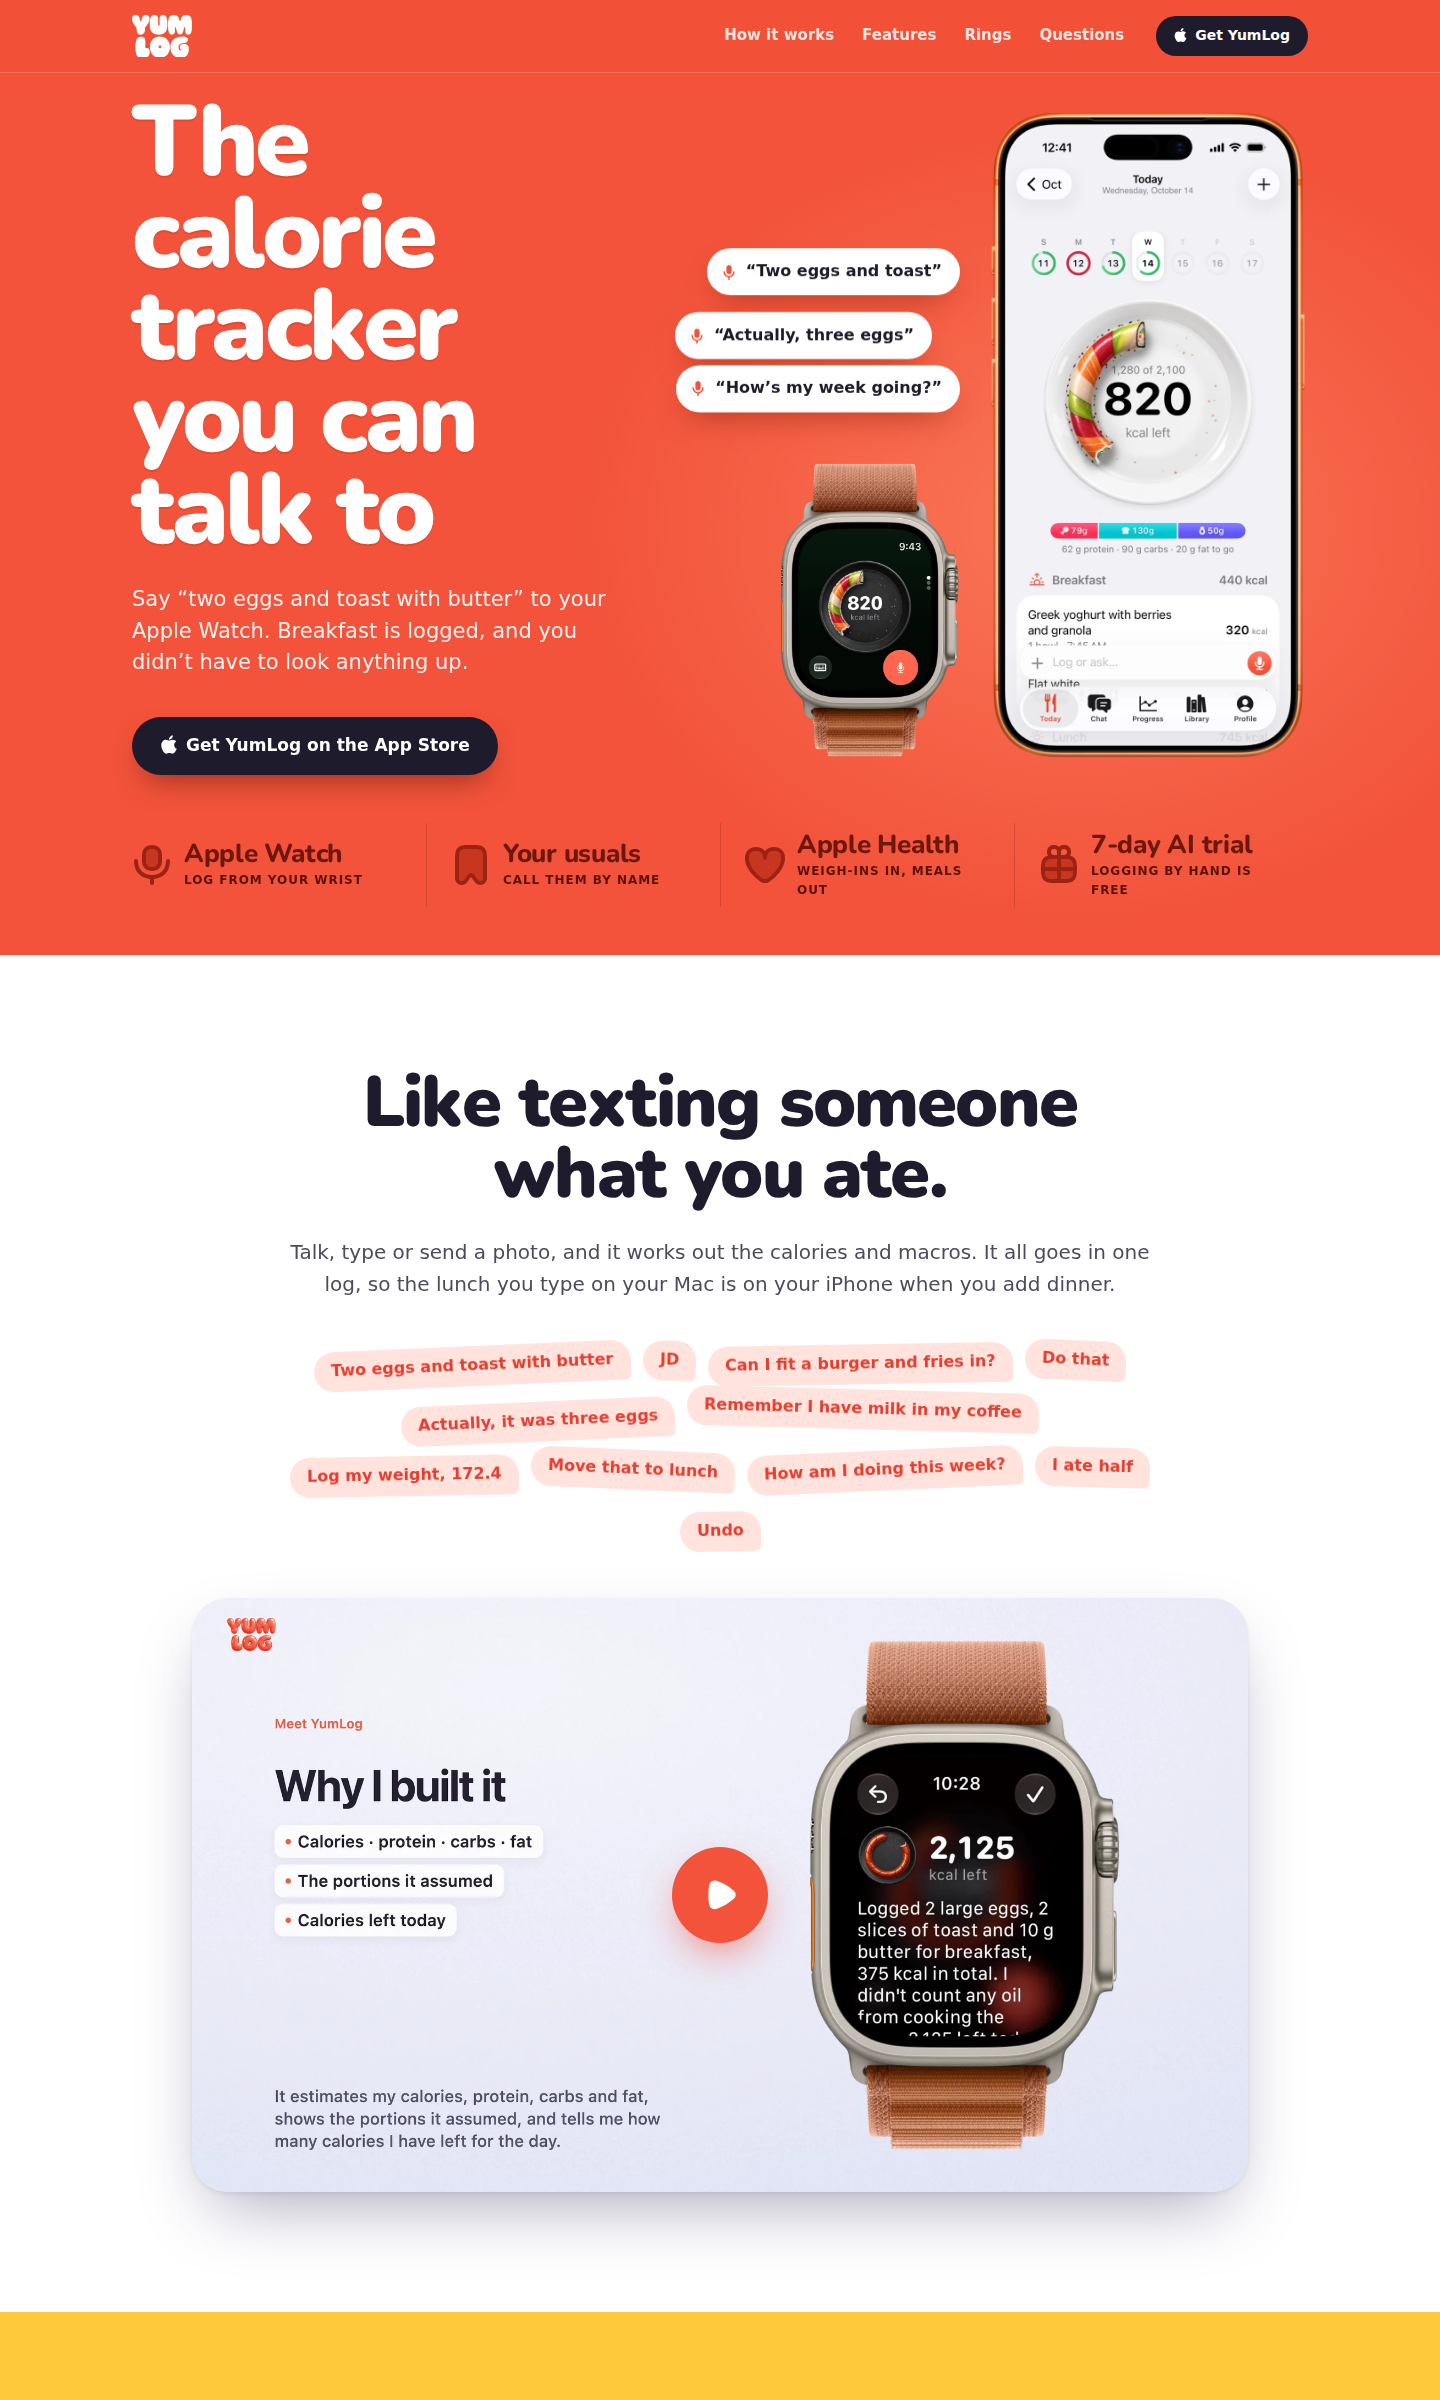 YUM
LOG
How it works
Features
Rings
Questions
Get YumLog
The
calorie
tracker
you can
talk to
Say “two eggs and toast with butter” to your
Apple Watch. Breakfast is logged, and you
didn’t have to look anything up.
Get YumLog on the App Store
“Two eggs and toast”
“Actually, three eggs”
“How’s my week going?”
9:43
820
kcal left
12:41
Oct
Today
Wednesday, October 14
S M T W T F S
11 12 13 14 15 16 17
1,280 of 2,100
820
kcal left
79g 130g 50g
62 g protein · 90 g carbs · 20 g fat to go
Breakfast 440 kcal
Greek yoghurt with berries
and granola 320 kcal
Log or ask...
Flat white
Today Chat Progress Library Profile
Lunch 745 kcal
Apple Watch
LOG FROM YOUR WRIST
Your usuals
CALL THEM BY NAME
Apple Health
WEIGH-INS IN, MEALS
OUT
7-day AI trial
LOGGING BY HAND IS
FREE
Like texting someone
what you ate.
Talk, type or send a photo, and it works out the calories and macros. It all goes in one
log, so the lunch you type on your Mac is on your iPhone when you add dinner.
Two eggs and toast with butter
JD
Can I fit a burger and fries in?
Do that
Actually, it was three eggs
Remember I have milk in my coffee
Log my weight, 172.4
Move that to lunch
How am I doing this week?
I ate half
Undo
YUM
LOG
Meet YumLog
Why I built it
• Calories · protein · carbs · fat
• The portions it assumed
• Calories left today
It estimates my calories, protein, carbs and fat,
shows the portions it assumed, and tells me how
many calories I have left for the day.
10:28
2,125
kcal left
Logged 2 large eggs, 2
slices of toast and 10 g
butter for breakfast,
375 kcal in total. I
didn't count any oil
from cooking the